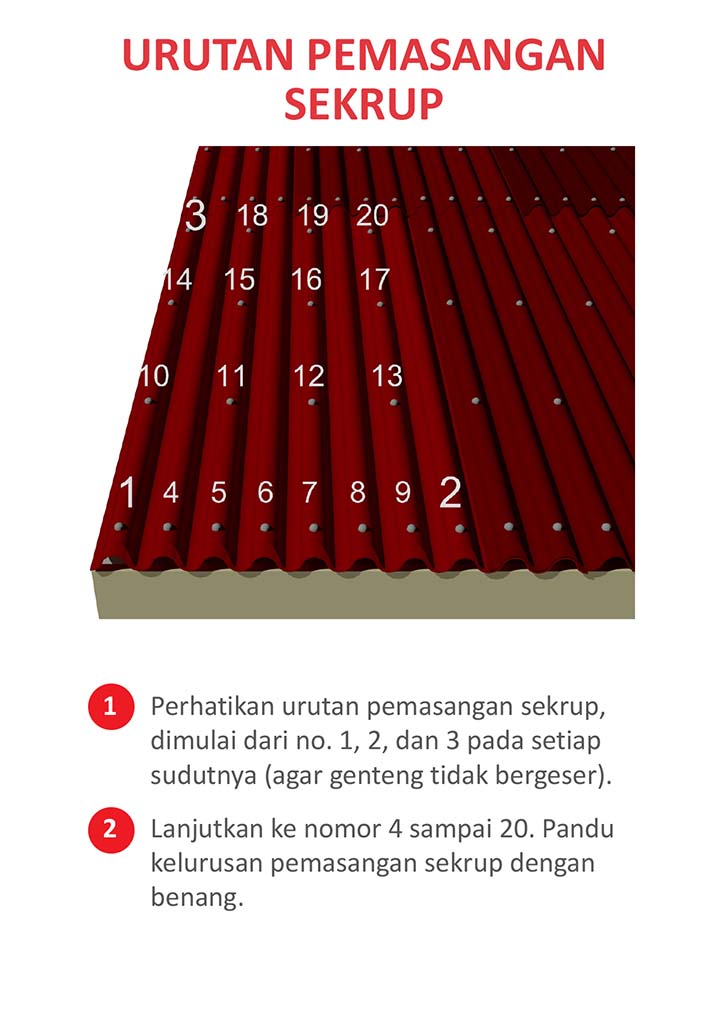 URUTAN PEMASANGAN
SEKRUP
3 18 19 20
14 15 16 17
10 11 12 13
1 4 5 6 7 8 9 2
1 Perhatikan urutan pemasangan sekrup,
dimulai dari no. 1, 2, dan 3 pada setiap
sudutnya (agar genteng tidak bergeser).
2 Lanjutkan ke nomor 4 sampai 20. Pandu
kelurusan pemasangan sekrup dengan
benang.